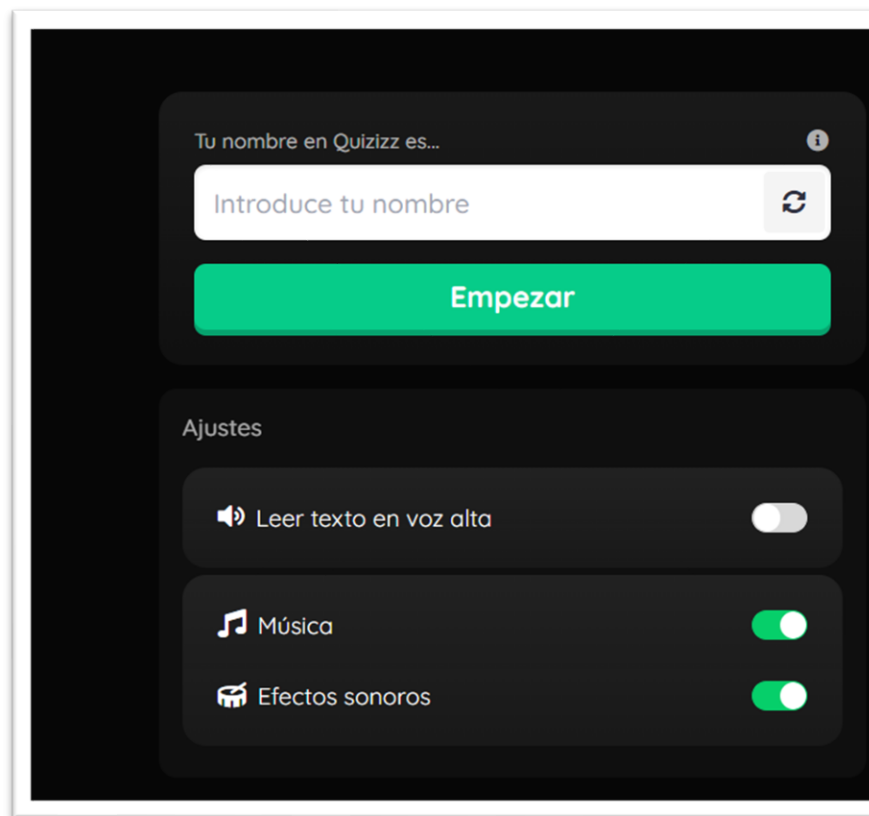 Tu nombre en Quizizz es...
Introduce tu nombre
Empezar
Ajustes
Leer texto en voz alta
Música
Efectos sonoros